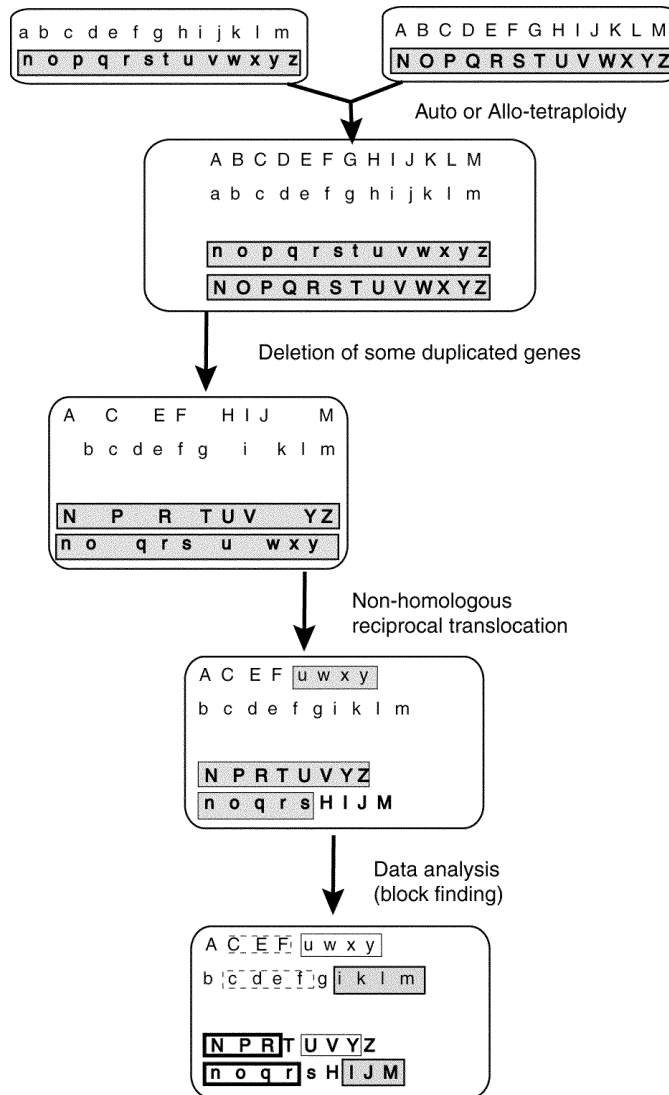 a b c d e f g h i j k l m
n o p q r s t u v w x y z
A B C D E F G H I J K L M
N O P Q R S T U V W X Y Z
Auto or Allo-tetraploidy
A B C D E F G H I J K L M
a b c d e f g h i j k l m
n o p q r s t u v w x y z
N O P Q R S T U V W X Y Z
Deletion of some duplicated genes
A C E F H I J M
b c d e f g i k l m
N P R T U V Y Z
n o q r s u w x y
Non-homologous
reciprocal translocation
A C E F u w x y
b c d e f g i k l m
N P R T U V Y Z
n o q r s H I J M
Data analysis
(block finding)
A C E F u w x y
b c d e f g i k l m
N P R T U V Y Z
n o q r s H I J M